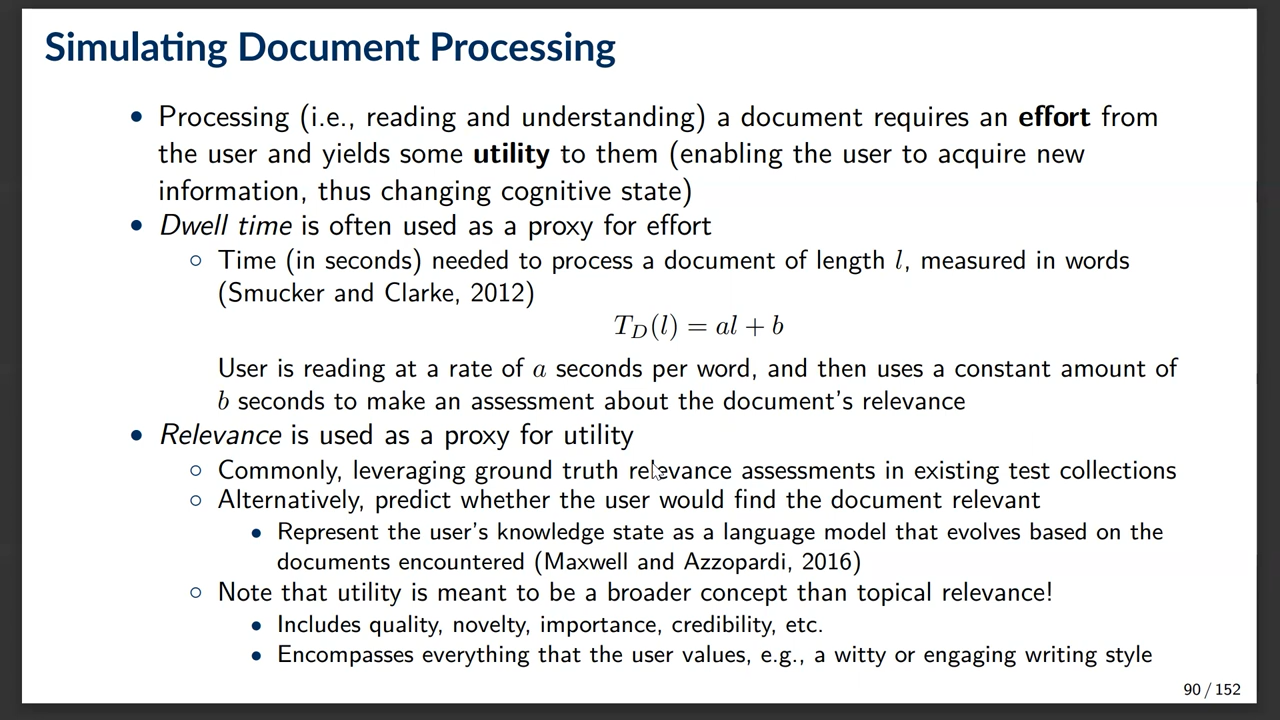 Simulating Document Processing
• Processing (i.e., reading and understanding) a document requires an effort from
the user and yields some utility to them (enabling the user to acquire new
information, thus changing cognitive state)
• Dwell time is often used as a proxy for effort
○ Time (in seconds) needed to process a document of length l, measured in words
(Smucker and Clarke, 2012)
T_D(l) = al + b
User is reading at a rate of a seconds per word, and then uses a constant amount of
b seconds to make an assessment about the document's relevance
• Relevance is used as a proxy for utility
○ Commonly, leveraging ground truth relevance assessments in existing test collections
○ Alternatively, predict whether the user would find the document relevant
• Represent the user's knowledge state as a language model that evolves based on the
documents encountered (Maxwell and Azzopardi, 2016)
○ Note that utility is meant to be a broader concept than topical relevance!
• Includes quality, novelty, importance, credibility, etc.
• Encompasses everything that the user values, e.g., a witty or engaging writing style
90 / 152